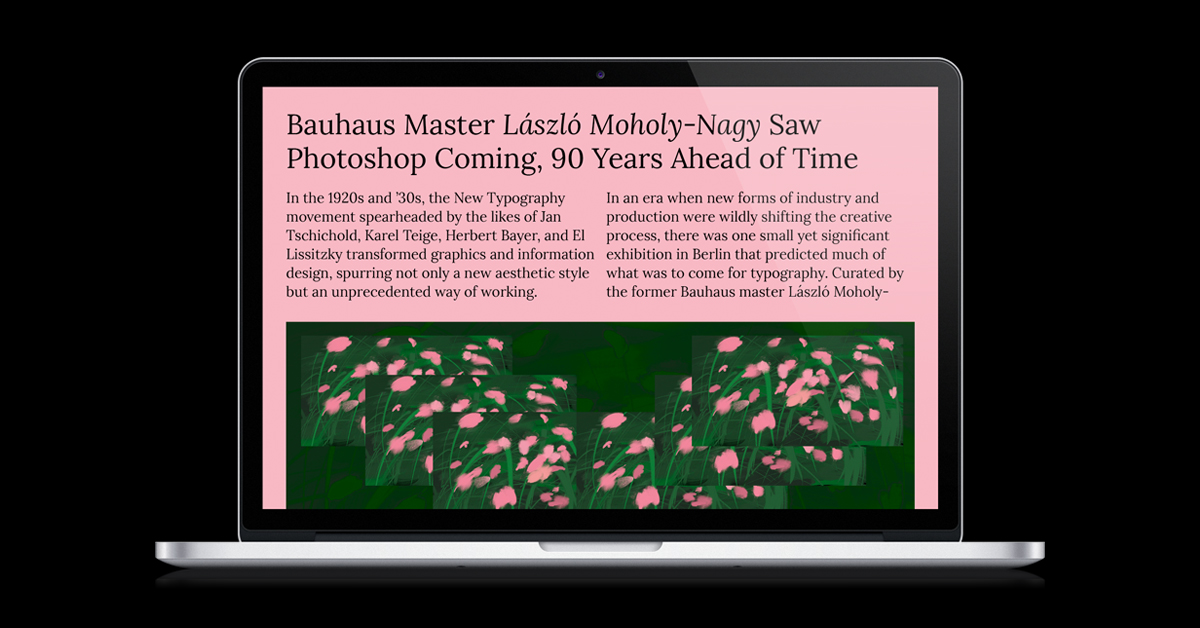 Bauhaus Master László Moholy-Nagy Saw
Photoshop Coming, 90 Years Ahead of Time
In the 1920s and ’30s, the New Typography
movement spearheaded by the likes of Jan
Tschichold, Karel Teige, Herbert Bayer, and El
Lissitzky transformed graphics and information
design, spurring not only a new aesthetic style
but an unprecedented way of working.
In an era when new forms of industry and
production were wildly shifting the creative
process, there was one small yet significant
exhibition in Berlin that predicted much of
what was to come for typography. Curated by
the former Bauhaus master László Moholy-